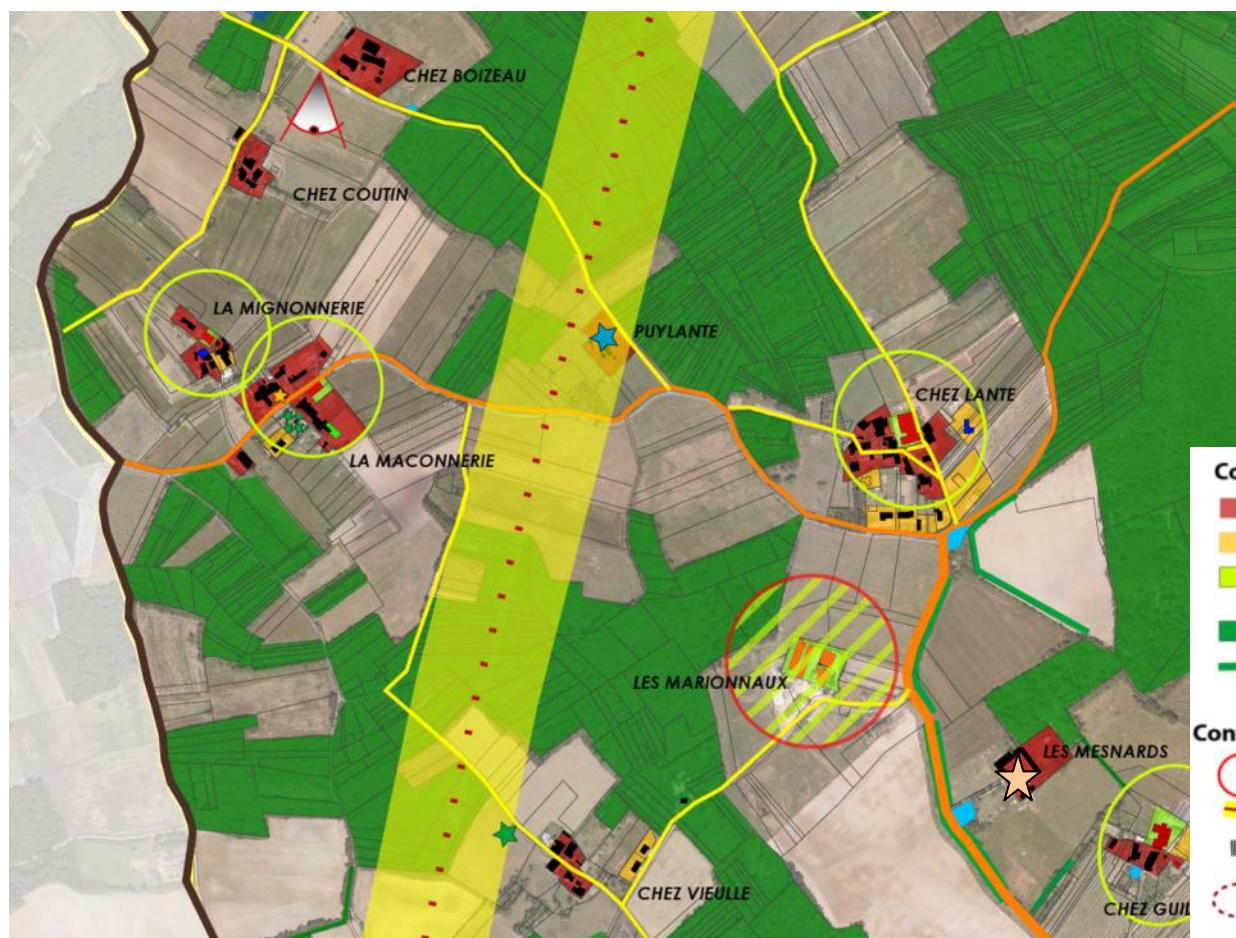 CHEZ BOIZEAU
CHEZ COUTIN
LA MIGNONNERIE
PUYLANTE
CHEZ LANTE
LA MACONNERIE
Co
LES MARIONNAUX
LES MESNARDS
Con
CHEZ VIEULLE
CHEZ GUIL